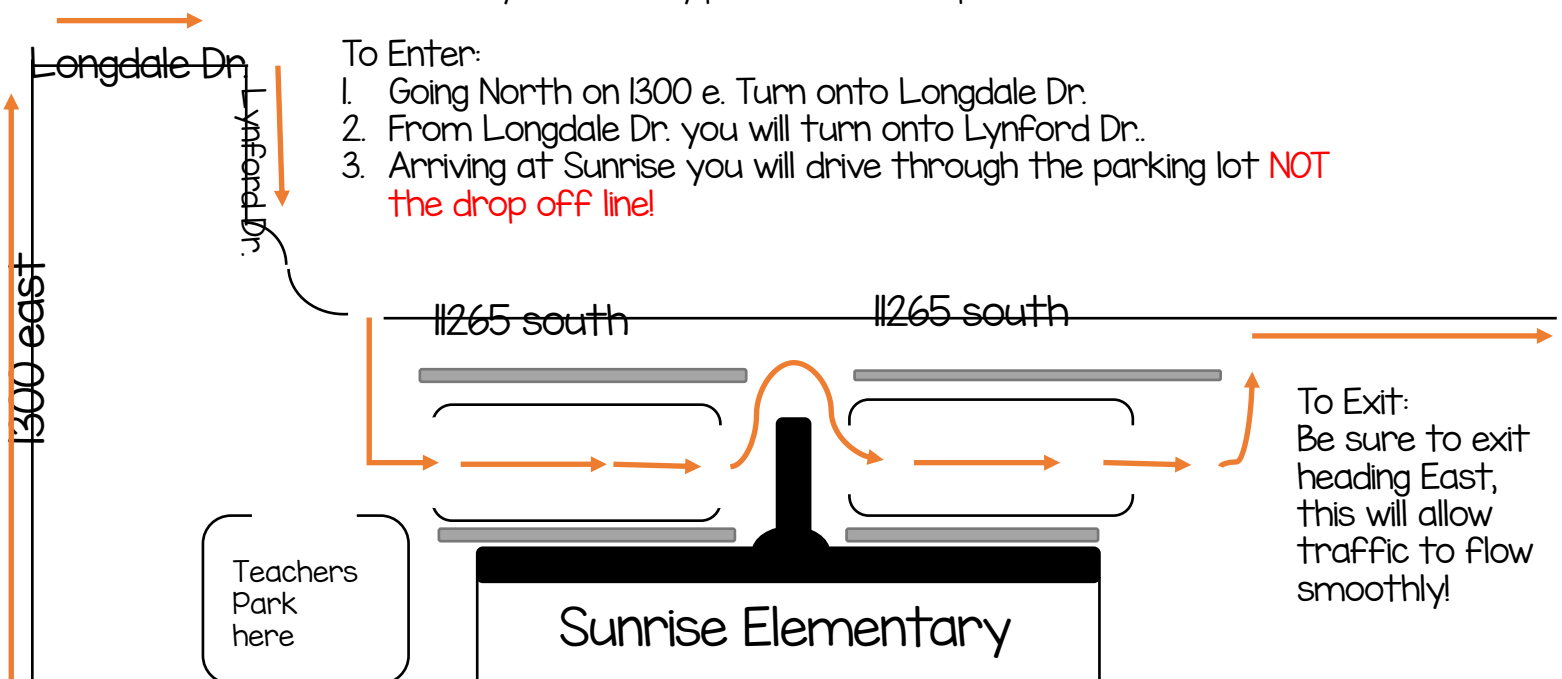 Longdale Dr.
Lynford Dr.
1300 east
To Enter:
1. Going North on 1300 e. Turn onto Longdale Dr.
2. From Longdale Dr. you will turn onto Lynford Dr..
3. Arriving at Sunrise you will drive through the parking lot NOT
the drop off line!
11265 south
11265 south
To Exit:
Be sure to exit
heading East,
this will allow
traffic to flow
smoothly!
Teachers
Park
here
Sunrise Elementary